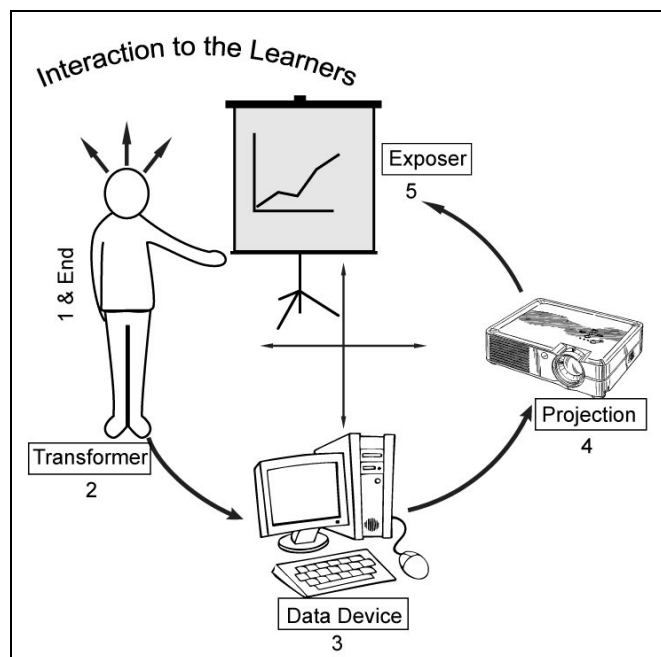 Interaction to the Learners
Exposer
5
1 & End
Projection
4
Transformer
2
Data Device
3